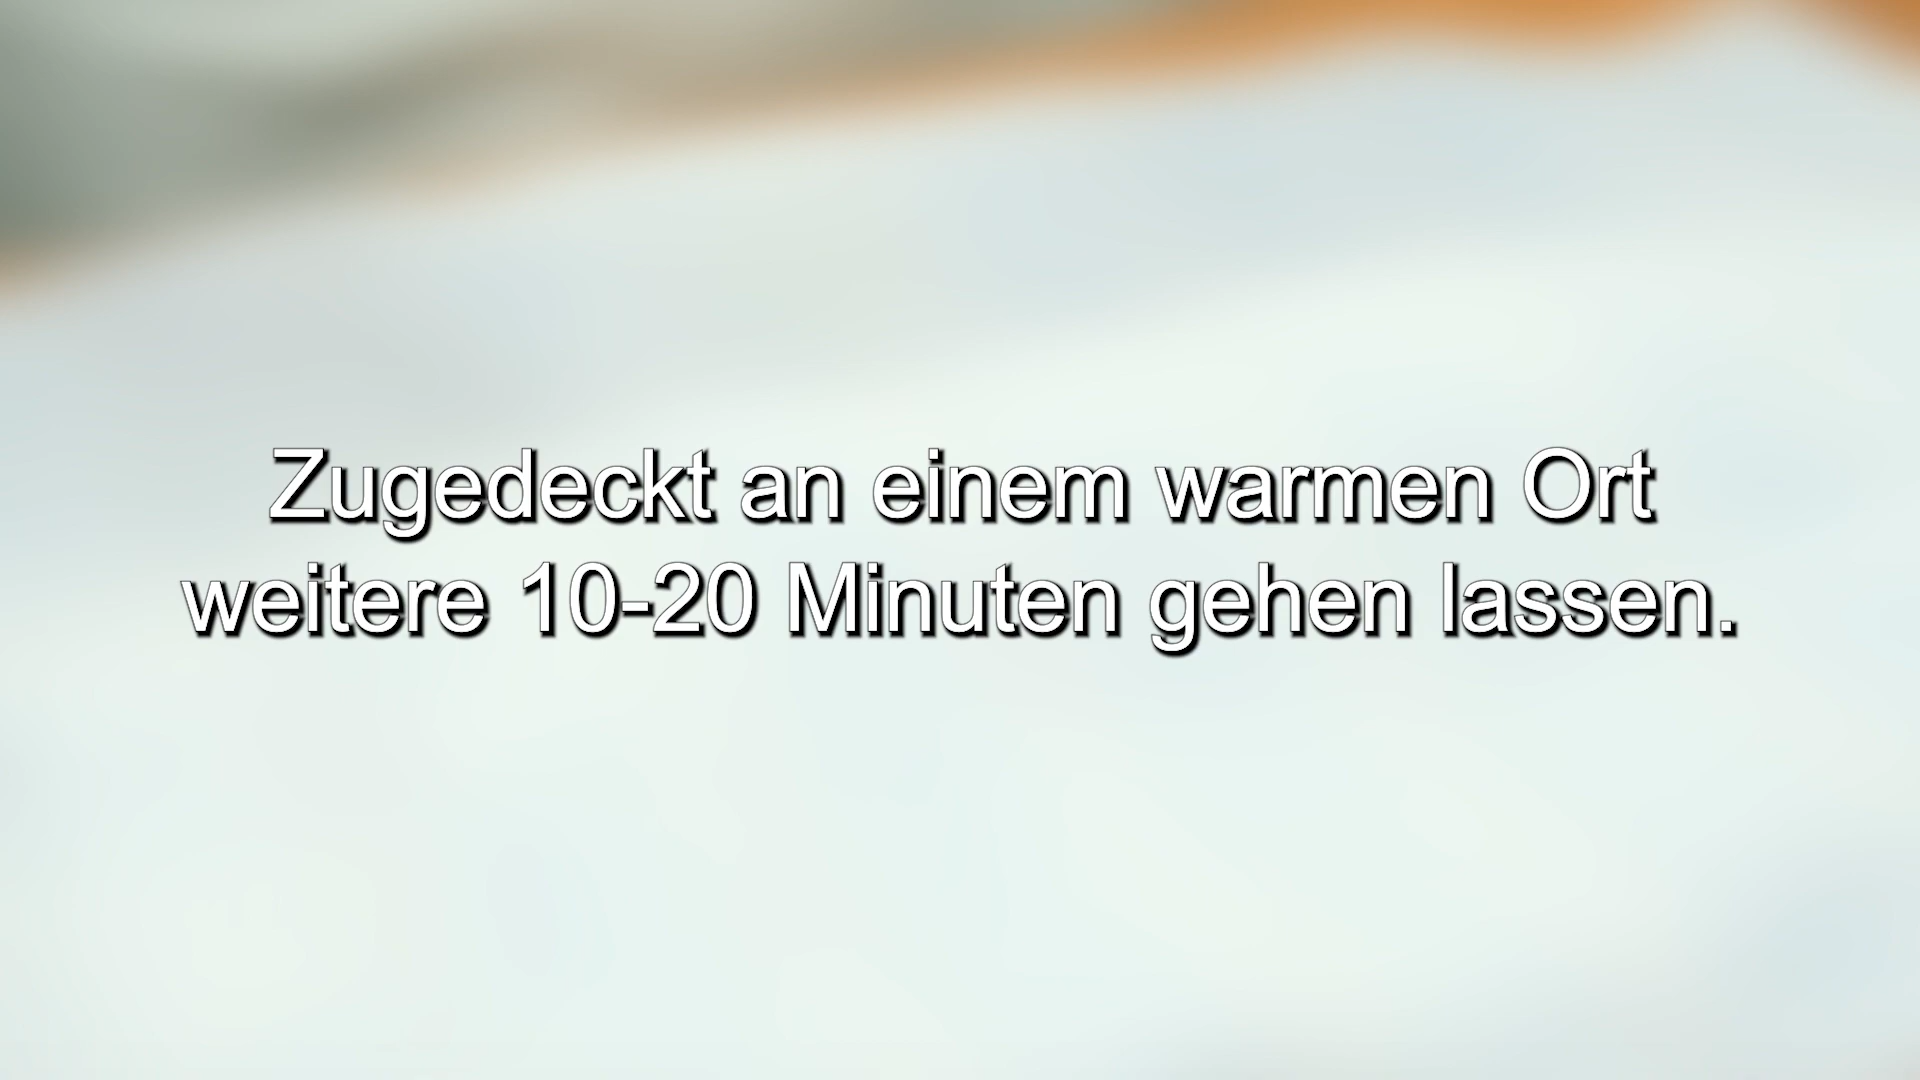 Zugedeckt an einem warmen Ort
weitere 10-20 Minuten gehen lassen.